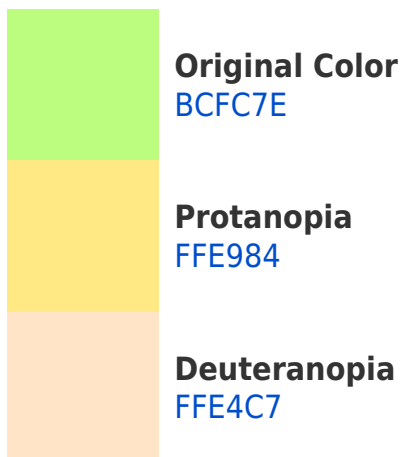 Original Color
BCFC7E
Protanopia
FFE984
Deuteranopia
FFE4C7